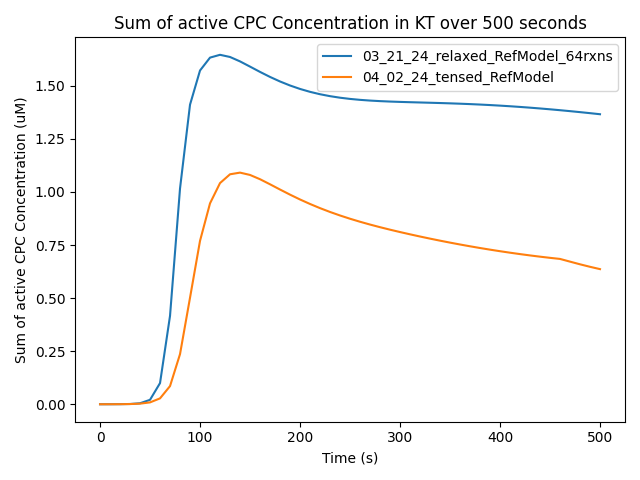 Sum of active CPC Concentration in KT over 500 seconds
03_21_24_relaxed_RefModel_64rxns
04_02_24_tensed_RefModel
Sum of active CPC Concentration (uM)
1.50
1.25
1.00
0.75
0.50
0.25
0.00
0 100 200 300 400 500
Time (s)